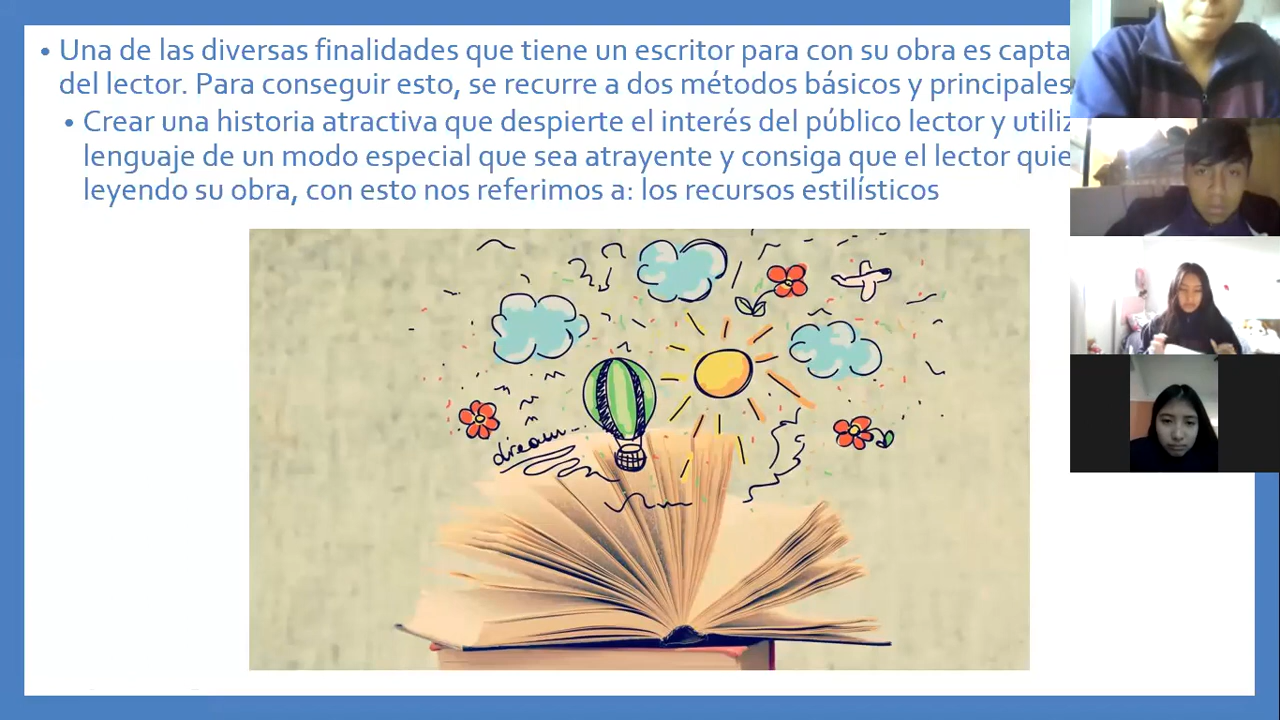 • Una de las diversas finalidades que tiene un escritor para con su obra es
del lector. Para conseguir esto, se recurre a dos métodos básicos y principales
• Crear una historia atractiva que despierte el interés del público lector y
lenguaje de un modo especial que sea atrayente y consiga que el lector
leyendo su obra, con esto nos referimos a: los recursos estilísticos
dream...